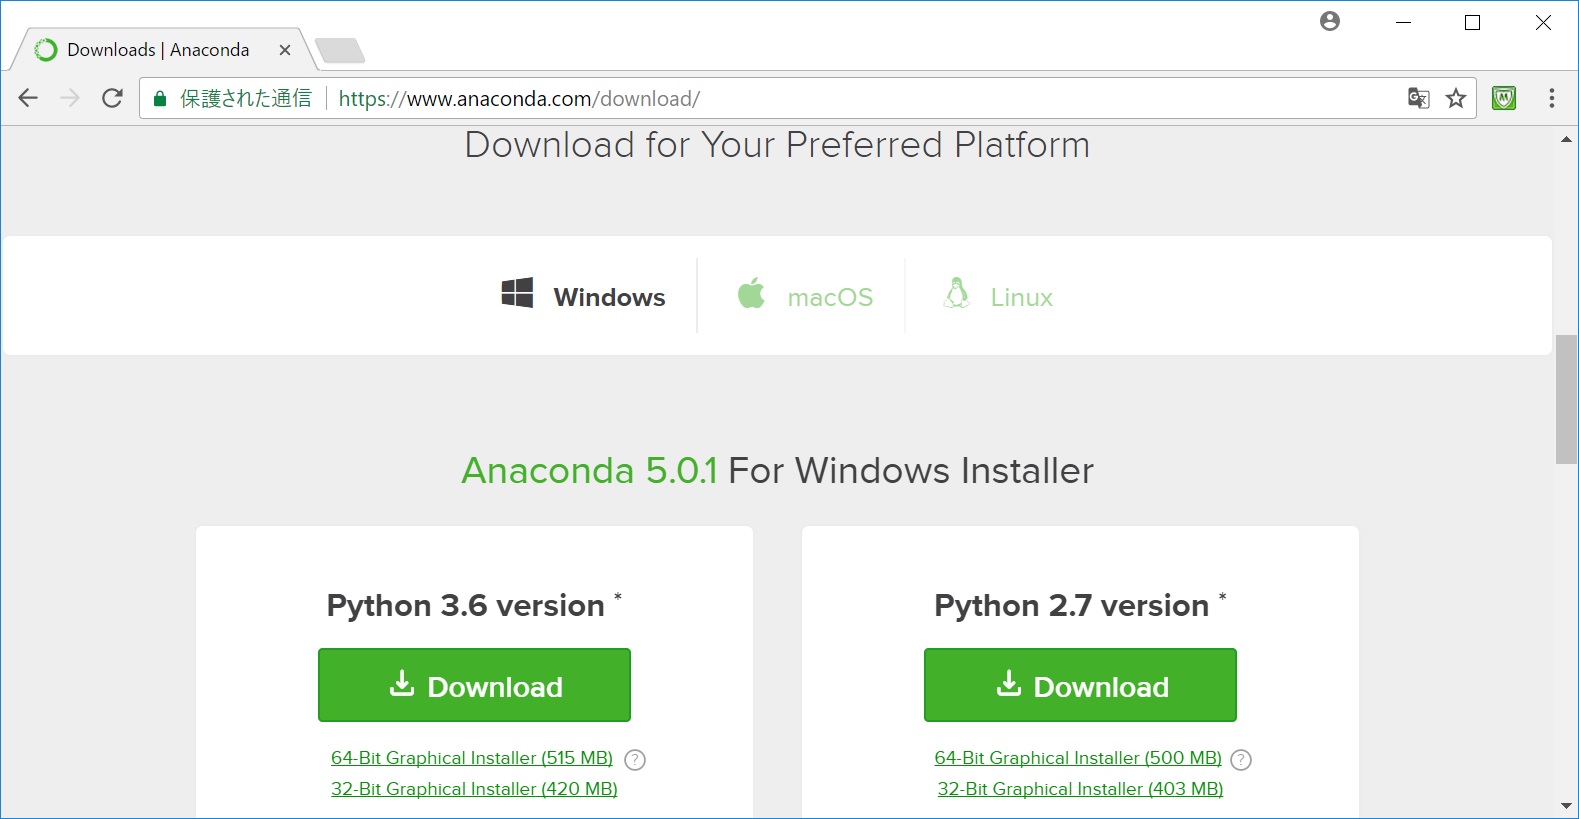 Downloads | Anaconda
保護された通信 https://www.anaconda.com/download/
Download for Your Preferred Platform
Windows macOS Linux
Anaconda 5.0.1 For Windows Installer
Python 3.6 version *
Download
64-Bit Graphical Installer (515 MB) ?
32-Bit Graphical Installer (420 MB)
Python 2.7 version *
Download
64-Bit Graphical Installer (500 MB) ?
32-Bit Graphical Installer (403 MB)